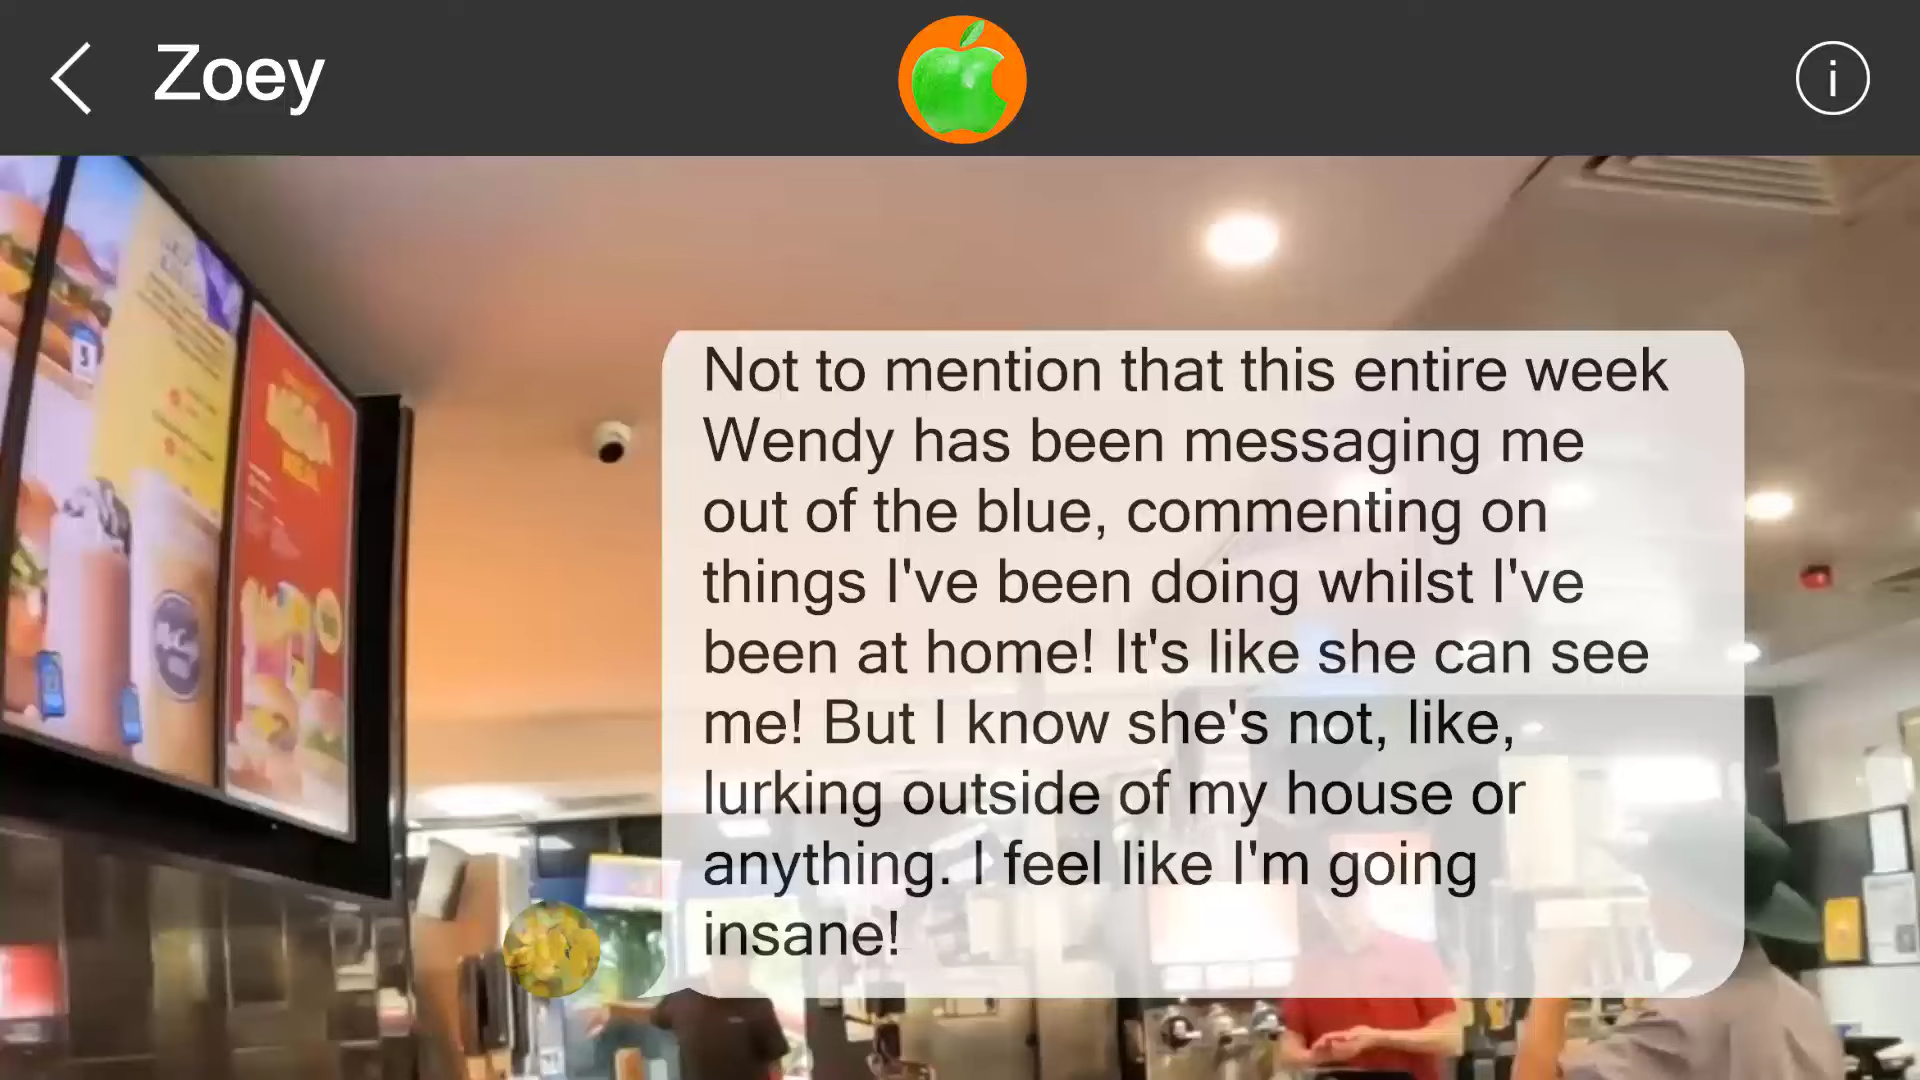 Zoey
i
Not to mention that this entire week
Wendy has been messaging me
out of the blue, commenting on
things I've been doing whilst I've
been at home! It's like she can see
me! But I know she's not, like,
lurking outside of my house or
anything. I feel like I'm going
insane!